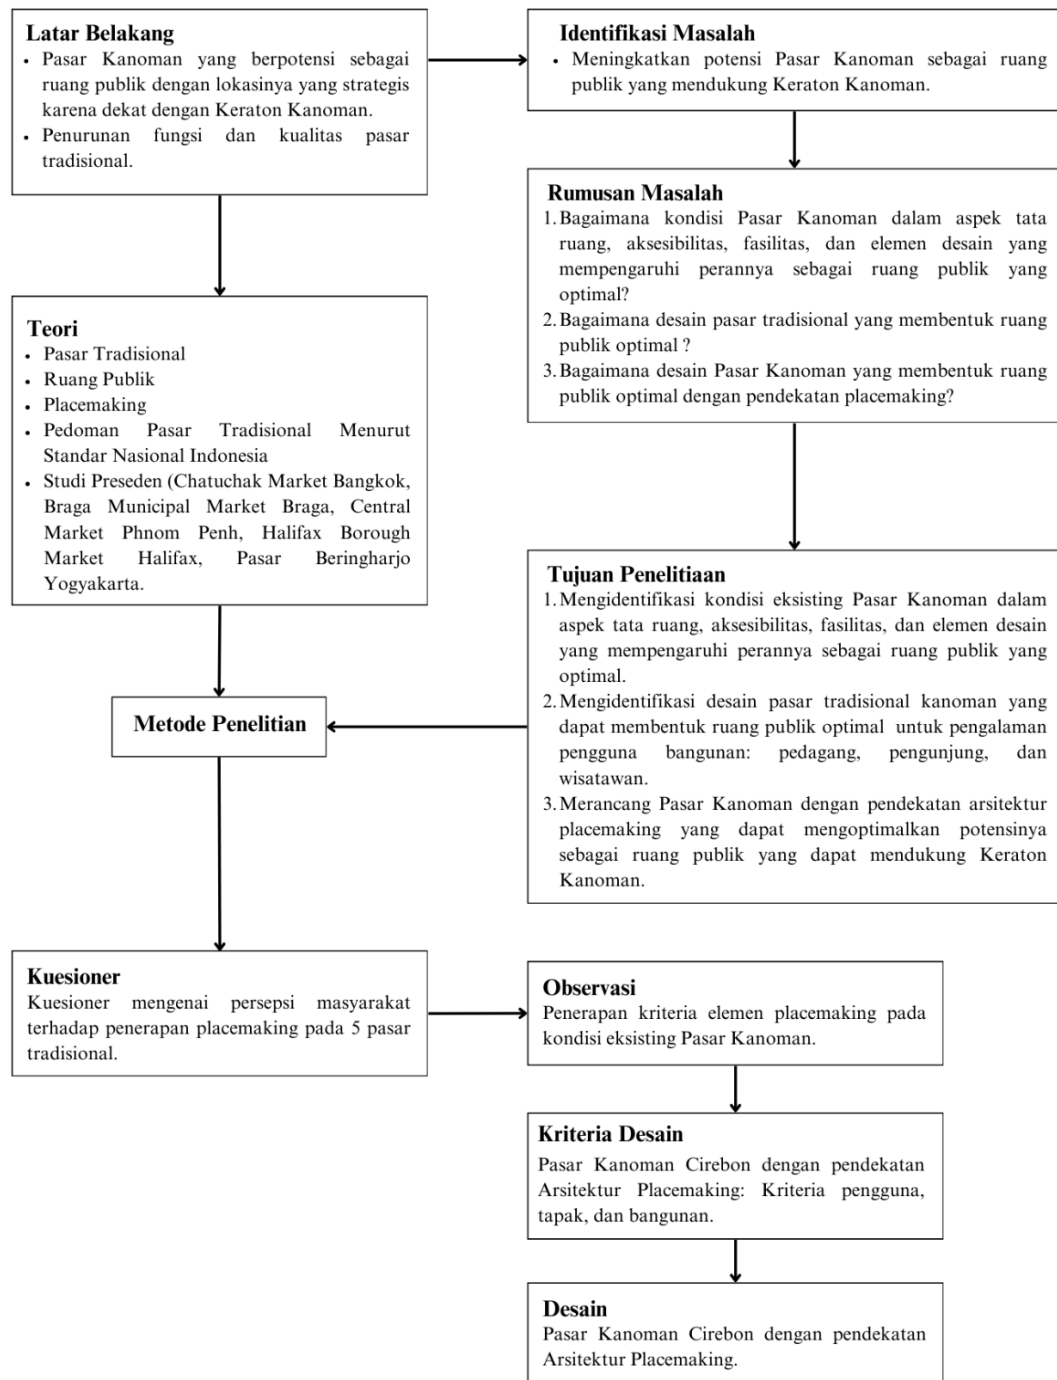 Latar Belakang
• Pasar Kanoman yang berpotensi sebagai
ruang publik dengan lokasinya yang strategis
karena dekat dengan Keraton Kanoman.
• Penurunan fungsi dan kualitas pasar
tradisional.
Identifikasi Masalah
• Meningkatkan potensi Pasar Kanoman sebagai ruang
publik yang mendukung Keraton Kanoman.
Rumusan Masalah
1. Bagaimana kondisi Pasar Kanoman dalam aspek tata
ruang, aksesibilitas, fasilitas, dan elemen desain yang
mempengaruhi perannya sebagai ruang publik yang
optimal?
2. Bagaimana desain pasar tradisional yang membentuk ruang
publik optimal ?
3. Bagaimana desain Pasar Kanoman yang membentuk ruang
publik optimal dengan pendekatan placemaking?
Teori
• Pasar Tradisional
• Ruang Publik
• Placemaking
• Pedoman Pasar Tradisional Menurut
Standar Nasional Indonesia
• Studi Preseden (Chatuchak Market Bangkok,
Braga Municipal Market Braga, Central
Market Phnom Penh, Halifax Borough
Market Halifax, Pasar Beringharjo
Yogyakarta.
Tujuan Penelitiaan
1. Mengidentifikasi kondisi eksisting Pasar Kanoman dalam
aspek tata ruang, aksesibilitas, fasilitas, dan elemen desain
yang mempengaruhi perannya sebagai ruang publik yang
optimal.
2. Mengidentifikasi desain pasar tradisional kanoman yang
dapat membentuk ruang publik optimal untuk pengalaman
pengguna bangunan: pedagang, pengunjung, dan
wisatawan.
3. Merancang Pasar Kanoman dengan pendekatan arsitektur
placemaking yang dapat mengoptimalkan potensinya
sebagai ruang publik yang dapat mendukung Keraton
Kanoman.
Metode Penelitian
Kuesioner
Kuesioner mengenai persepsi masyarakat
terhadap penerapan placemaking pada 5 pasar
tradisional.
Observasi
Penerapan kriteria elemen placemaking pada
kondisi eksisting Pasar Kanoman.
Kriteria Desain
Pasar Kanoman Cirebon dengan pendekatan
Arsitektur Placemaking: Kriteria pengguna,
tapak, dan bangunan.
Desain
Pasar Kanoman Cirebon dengan pendekatan
Arsitektur Placemaking.